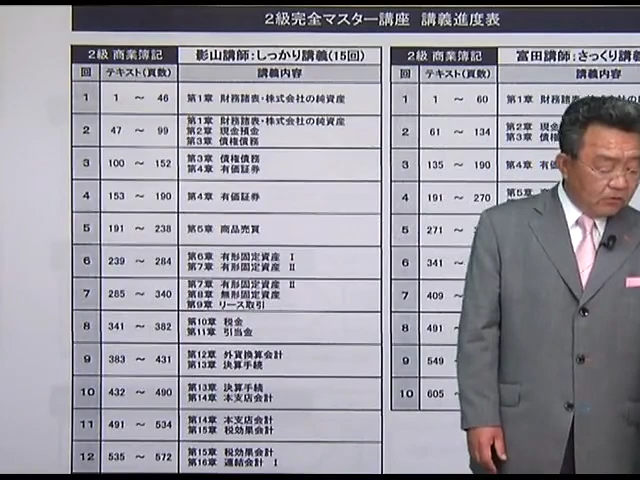 2級完全マスター講座 講義進度表
2級 商業簿記 影山講師:しっかり講義(15回)
回 テキスト(頁数) 講義内容
1 1 ～ 46 第1章 財務諸表・株式会社の純資産
2 47 ～ 99 第1章 財務諸表・株式会社の純資産
第2章 現金預金
第3章 債権債務
3 100 ～ 152 第3章 債権債務
第4章 有価証券
4 153 ～ 190 第4章 有価証券
5 191 ～ 238 第5章 商品売買
6 239 ～ 284 第6章 有形固定資産 Ⅰ
第7章 有形固定資産 Ⅱ
7 285 ～ 340 第7章 有形固定資産 Ⅱ
第8章 無形固定資産
第9章 リース取引
8 341 ～ 382 第10章 税金
第11章 引当金
9 383 ～ 431 第12章 外貨換算会計
第13章 決算手続
10 432 ～ 490 第13章 決算手続
第14章 本支店会計
11 491 ～ 534 第14章 本支店会計
第15章 税効果会計
12 535 ～ 572 第15章 税効果会計
第16章 連結会計 Ⅰ
2級 商業簿記 富田講師:さっくり講義
回 テキスト(頁数) 講義内容
1 1 ～ 60 第1章 財務諸表・株式会社の
2 61 ～ 134 第2章 現金
第3章 債権
3 135 ～ 190 第4章 有価
4 191 ～ 270 第5章
5 271 ～
6 341 ～
7 409 ～
8 491 ～
9 549 ～
10 605 ～